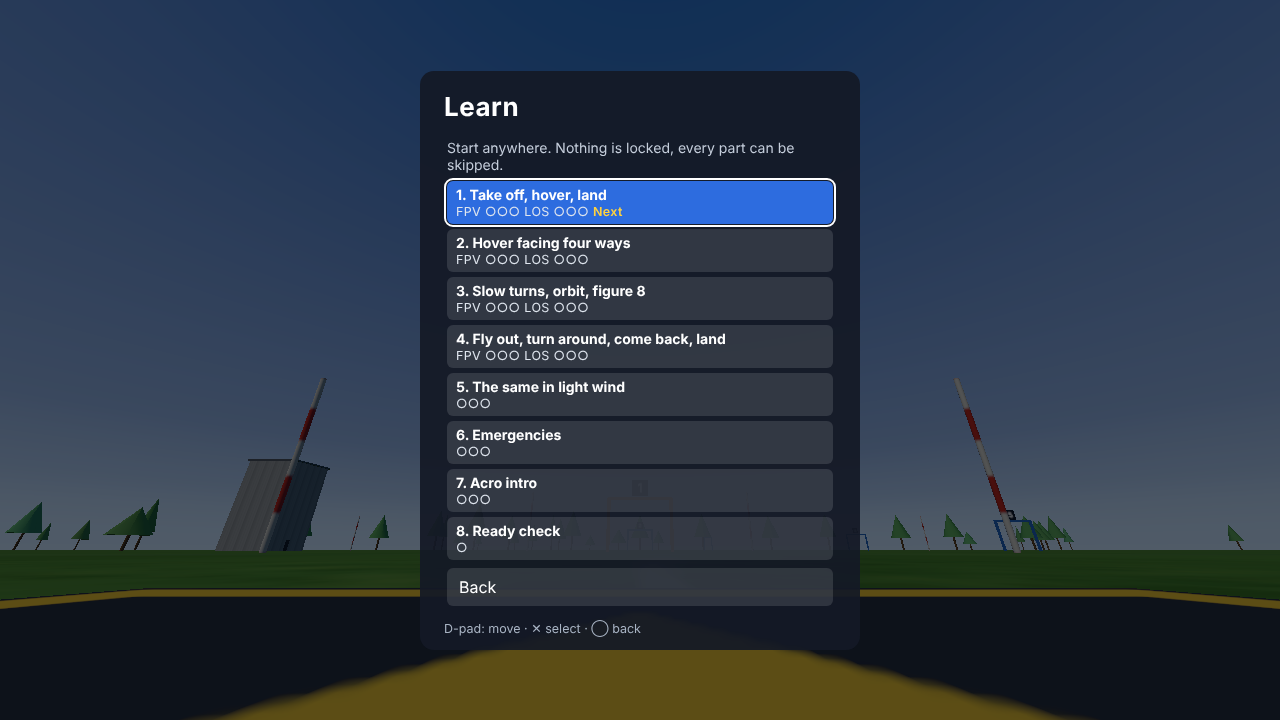 Learn
Start anywhere. Nothing is locked, every part can be
skipped.
1. Take off, hover, land
FPV ○○○ LOS ○○○ Next
2. Hover facing four ways
FPV ○○○ LOS ○○○
3. Slow turns, orbit, figure 8
FPV ○○○ LOS ○○○
4. Fly out, turn around, come back, land
FPV ○○○ LOS ○○○
5. The same in light wind
○○○
6. Emergencies
○○○
7. Acro intro
○○○
8. Ready check
○
Back
D-pad: move · ✕ select · ◯ back